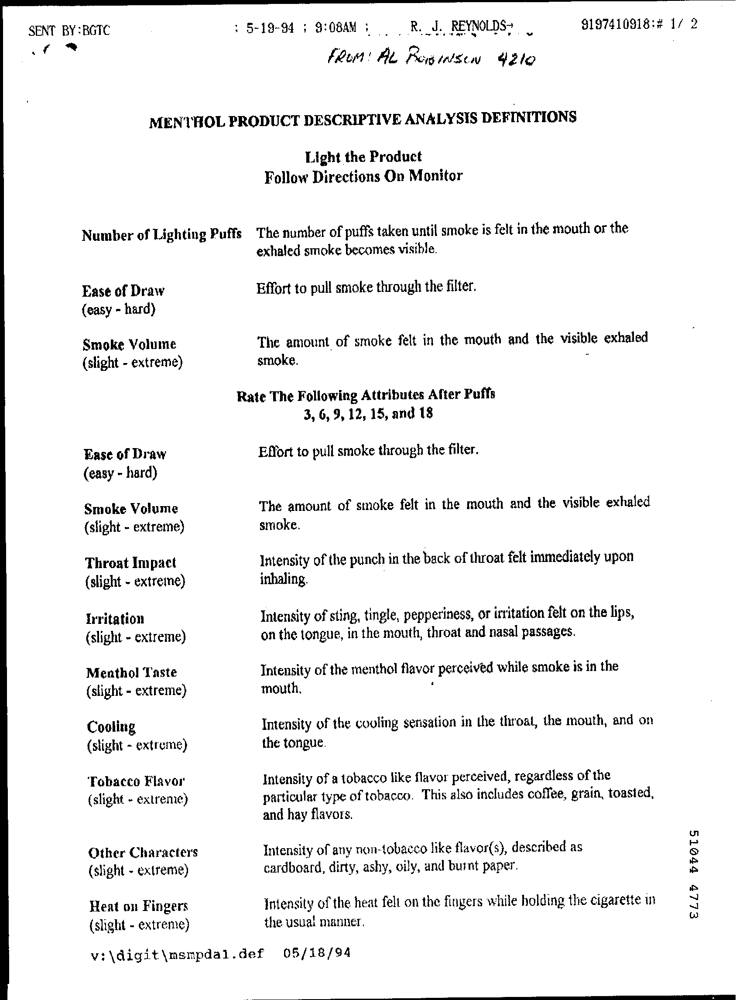 SENT BY:BGTC : 5-19-94 ; 9:08AM ; R. J. REYNOLDS→ 9197410918:# 1/ 2
FROM: AL ROBINSON 4210
MENTHOL PRODUCT DESCRIPTIVE ANALYSIS DEFINITIONS
Light the Product
Follow Directions On Monitor
Number of Lighting Puffs The number of puffs taken until smoke is felt in the mouth or the
exhaled smoke becomes visible.
Ease of Draw Effort to pull smoke through the filter.
(easy - hard)
Smoke Volume The amount of smoke felt in the mouth and the visible exhaled
(slight - extreme) smoke.
Rate The Following Attributes After Puffs
3, 6, 9, 12, 15, and 18
Ease of Draw Effort to pull smoke through the filter.
(easy - hard)
Smoke Volume The amount of smoke felt in the mouth and the visible exhaled
(slight - extreme) smoke.
Throat Impact Intensity of the punch in the back of throat felt immediately upon
(slight - extreme) inhaling.
Irritation Intensity of sting, tingle, pepperiness, or irritation felt on the lips,
(slight - extreme) on the tongue, in the mouth, throat and nasal passages.
Menthol Taste Intensity of the menthol flavor perceived while smoke is in the
(slight - extreme) mouth.
Cooling Intensity of the cooling sensation in the throat, the mouth, and on
(slight - extreme) the tongue.
Tobacco Flavor Intensity of a tobacco like flavor perceived, regardless of the
(slight - extreme) particular type of tobacco. This also includes coffee, grain, toasted,
and hay flavors.
Other Characters Intensity of any non-tobacco like flavor(s), described as
(slight - extreme) cardboard, dirty, ashy, oily, and burnt paper.
Heat on Fingers Intensity of the heat felt on the fingers while holding the cigarette in
(slight - extreme) the usual manner.
v:\digit\msmpda1.def 05/18/94
51044 4773